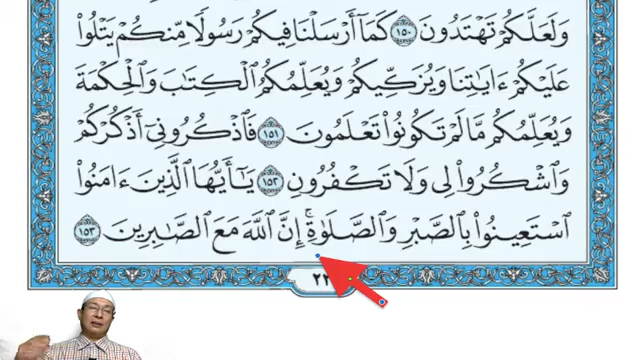 وَلَعَلَّكُمْ تَهْتَدُونَ ١٥٠ كَمَآ أَرْسَلْنَا فِيكُمْ رَسُولًا مِّنكُمْ يَتْلُوا۟
عَلَيْكُمْ ءَايَٰتِنَا وَيُزَكِّيكُمْ وَيُعَلِّمُكُمُ ٱلْكِتَٰبَ وَٱلْحِكْمَةَ
وَيُعَلِّمُكُم مَّا لَمْ تَكُونُوا۟ تَعْلَمُونَ ١٥١ فَٱذْكُرُونِىٓ أَذْكُرْكُمْ
وَٱشْكُرُوا۟ لِى وَلَا تَكْفُرُونِ ١٥٢ يَٰٓأَيُّهَا ٱلَّذِينَ ءَامَنُوا۟
ٱسْتَعِينُوا۟ بِٱلصَّبْرِ وَٱلصَّلَوٰةِ ۚ إِنَّ ٱللَّهَ مَعَ ٱلصَّٰبِرِينَ ١٥٣